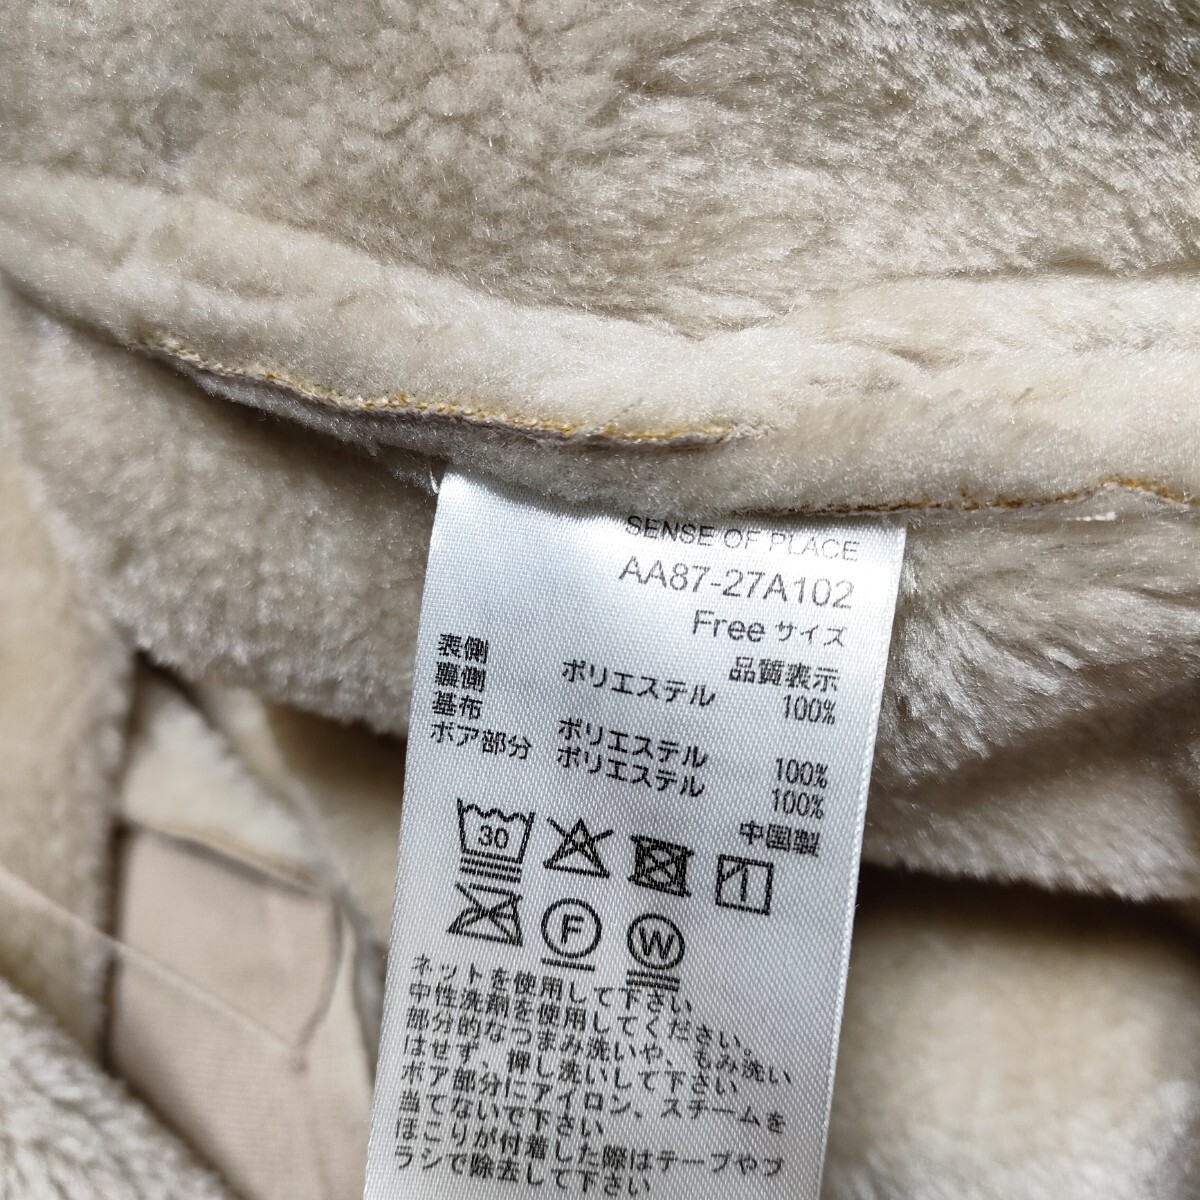 SENSE OF PLACE
AA87-27A102
Free サイズ
品質表示
表側 ポリエステル 100%
裏側
基布 ポリエステル 100%
ボア部分 ポリエステル 100%
中国製
30
F
W
ネットを使用して下さい
中性洗剤を使用してください。
部分的なつまみ洗いや、もみ洗い
はせず、押し洗いして下さい
ボア部分にアイロン、スチームを
当てないで下さい
ほこりが付着した際はテープやブ
ラシで除去して下さい。